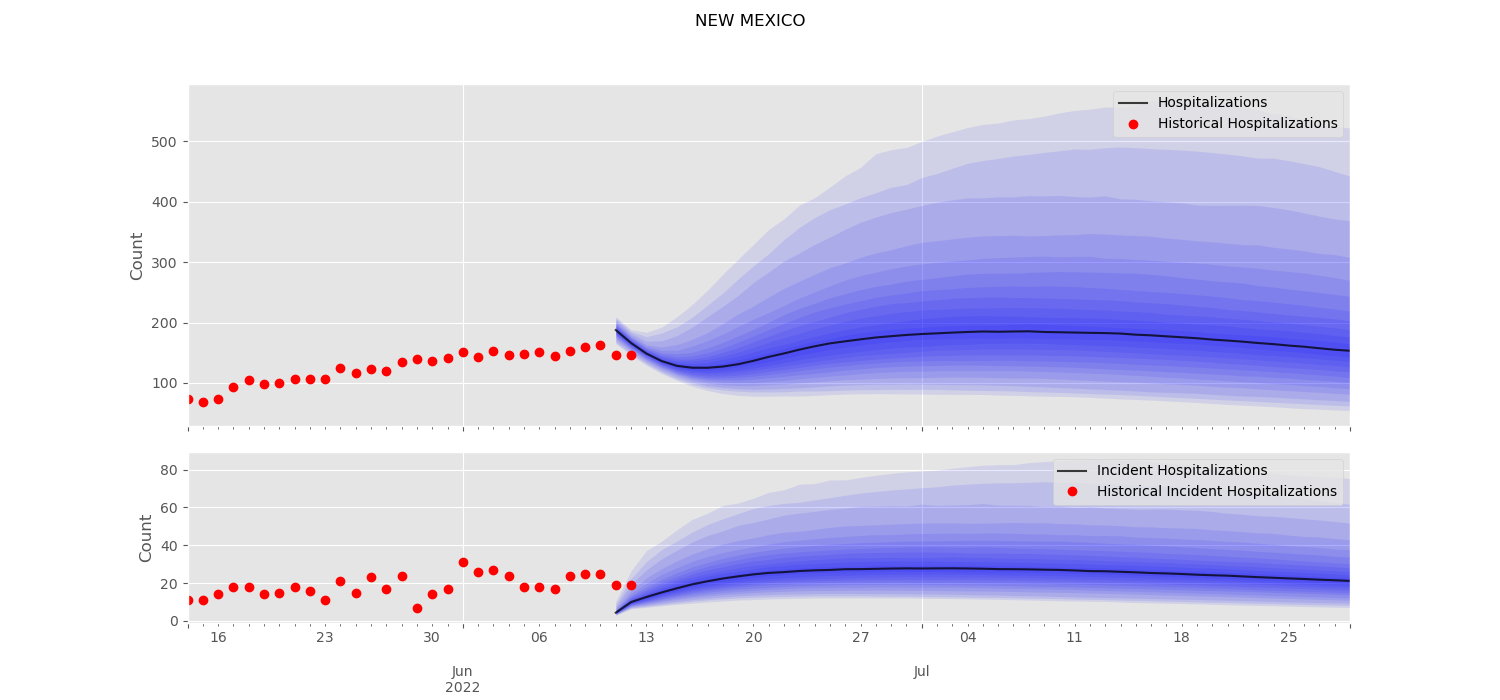 NEW MEXICO
Hospitalizations
Historical Hospitalizations
Count
500
400
300
200
100
Incident Hospitalizations
Historical Incident Hospitalizations
Count
80
60
40
20
0
16 23 30 06 13 20 27 04 11 18 25
Jun Jul
2022